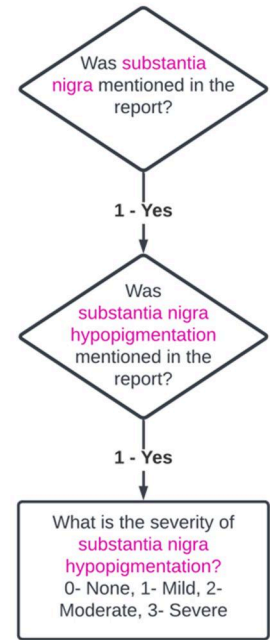 Was substantia
nigra mentioned in the
report?
1 - Yes
Was
substantia nigra
hypopigmentation
mentioned in the
report?
1 - Yes
What is the severity of
substantia nigra
hypopigmentation?
0- None, 1- Mild, 2-
Moderate, 3- Severe